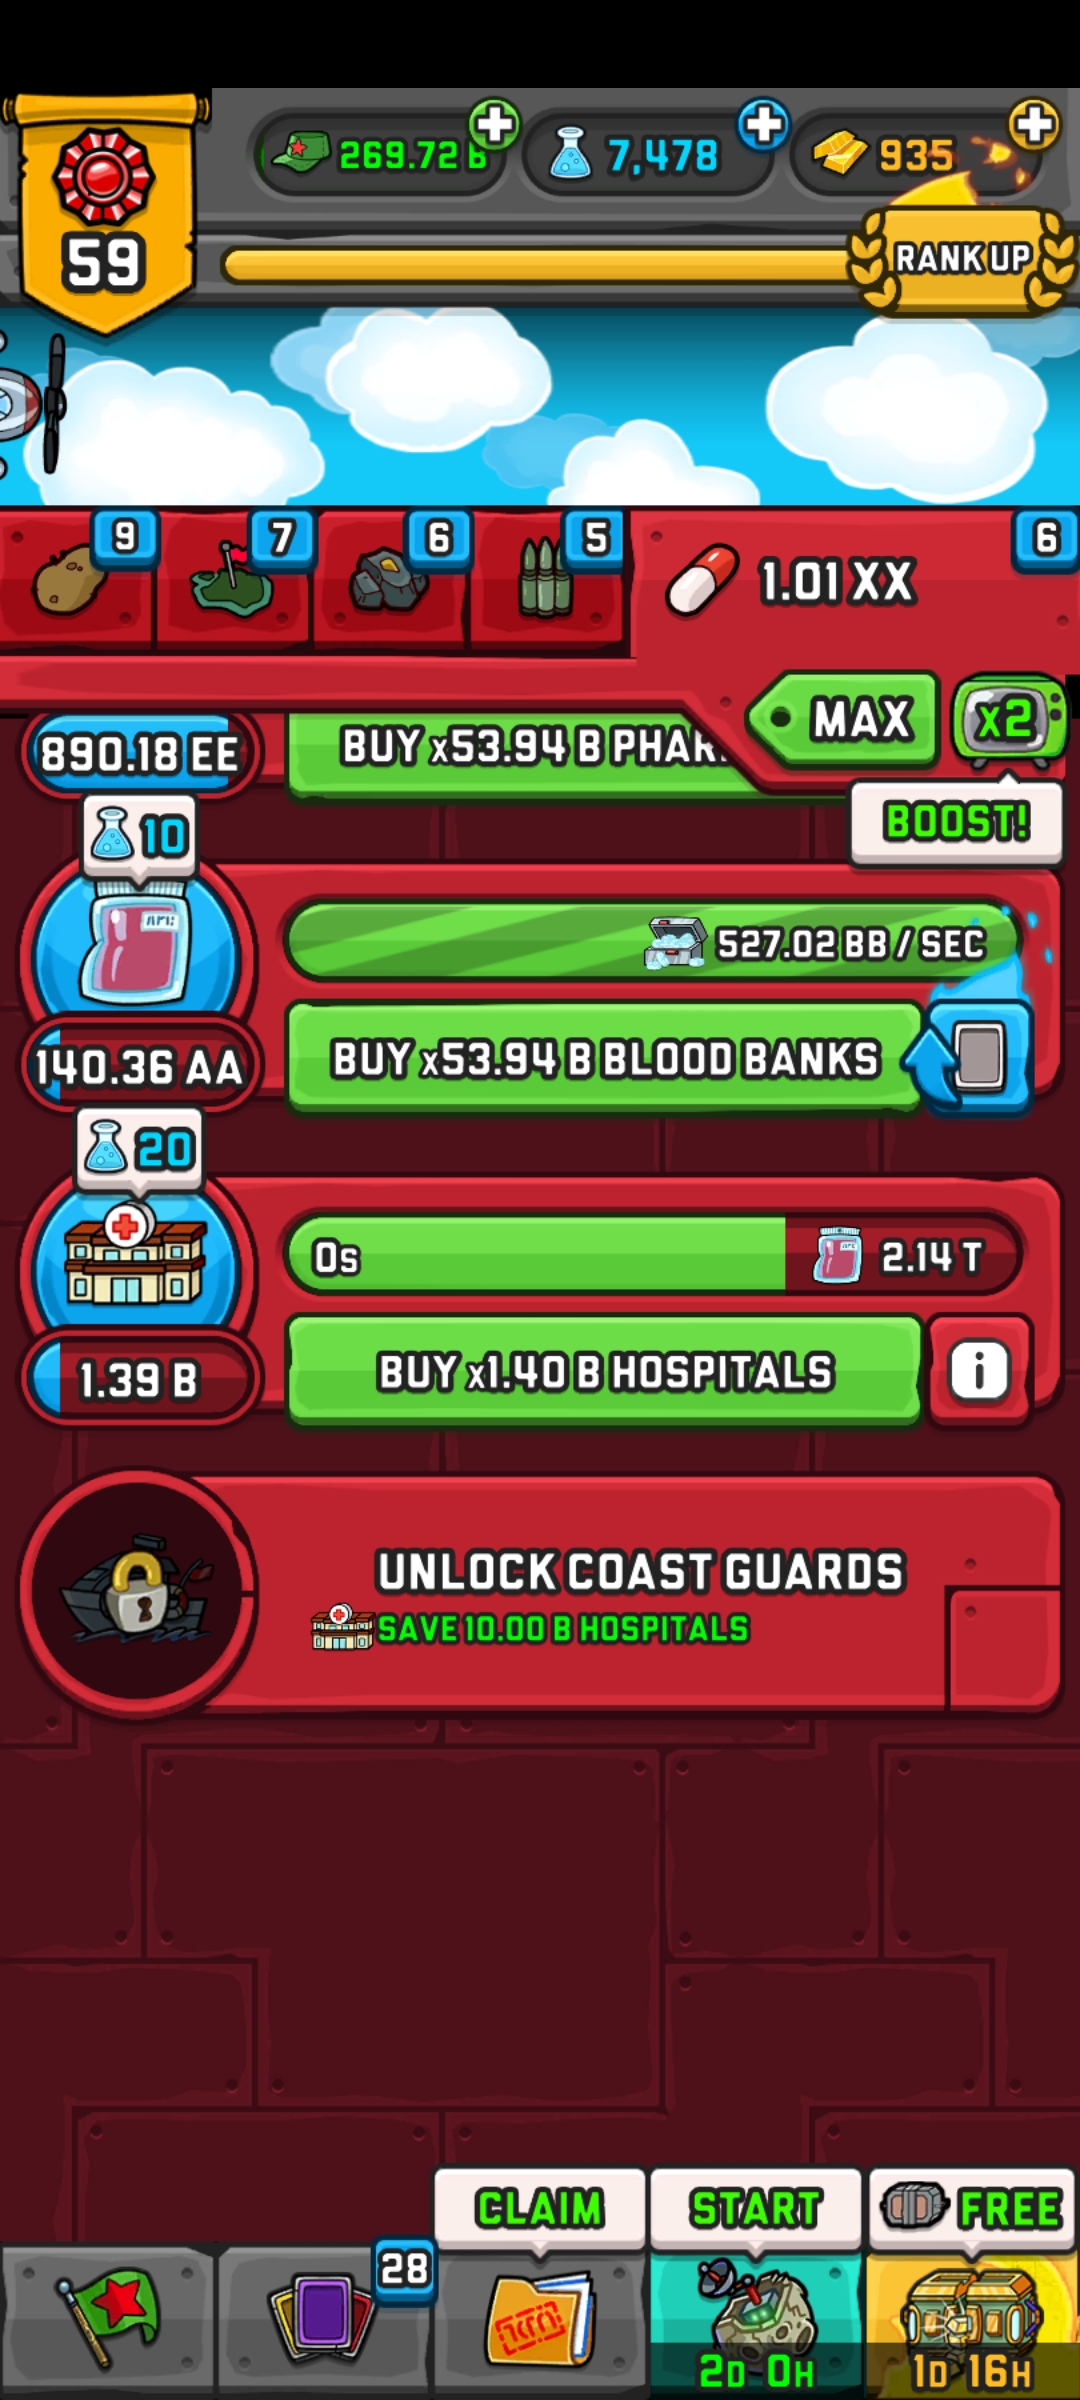 59
269.72 B
7,478
935
RANK UP
9
7
6
5
1.01 XX
6
MAX
x2
BOOST!
890.18 EE
BUY x53.94 B PHAR
10
527.02 BB / SEC
140.36 AA
BUY x53.94 B BLOOD BANKS
20
0s
2.14 T
1.39 B
BUY x1.40 B HOSPITALS
i
UNLOCK COAST GUARDS
SAVE 10.00 B HOSPITALS
CLAIM
START
FREE
28
2D 0H
1D 16H